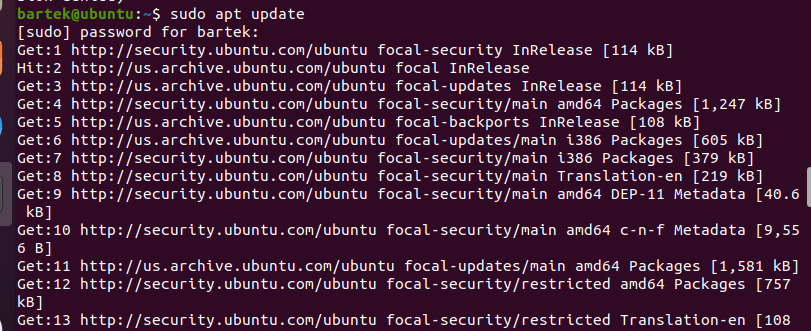 bartek@ubuntu:~$ sudo apt update
[sudo] password for bartek:
Get:1 http://security.ubuntu.com/ubuntu focal-security InRelease [114 kB]
Hit:2 http://us.archive.ubuntu.com/ubuntu focal InRelease
Get:3 http://us.archive.ubuntu.com/ubuntu focal-updates InRelease [114 kB]
Get:4 http://security.ubuntu.com/ubuntu focal-security/main amd64 Packages [1,247 kB]
Get:5 http://us.archive.ubuntu.com/ubuntu focal-backports InRelease [108 kB]
Get:6 http://us.archive.ubuntu.com/ubuntu focal-updates/main i386 Packages [605 kB]
Get:7 http://security.ubuntu.com/ubuntu focal-security/main i386 Packages [379 kB]
Get:8 http://security.ubuntu.com/ubuntu focal-security/main Translation-en [219 kB]
Get:9 http://security.ubuntu.com/ubuntu focal-security/main amd64 DEP-11 Metadata [40.6
 kB]
Get:10 http://security.ubuntu.com/ubuntu focal-security/main amd64 c-n-f Metadata [9,55
6 B]
Get:11 http://us.archive.ubuntu.com/ubuntu focal-updates/main amd64 Packages [1,581 kB]
Get:12 http://security.ubuntu.com/ubuntu focal-security/restricted amd64 Packages [757
kB]
Get:13 http://security.ubuntu.com/ubuntu focal-security/restricted Translation-en [108